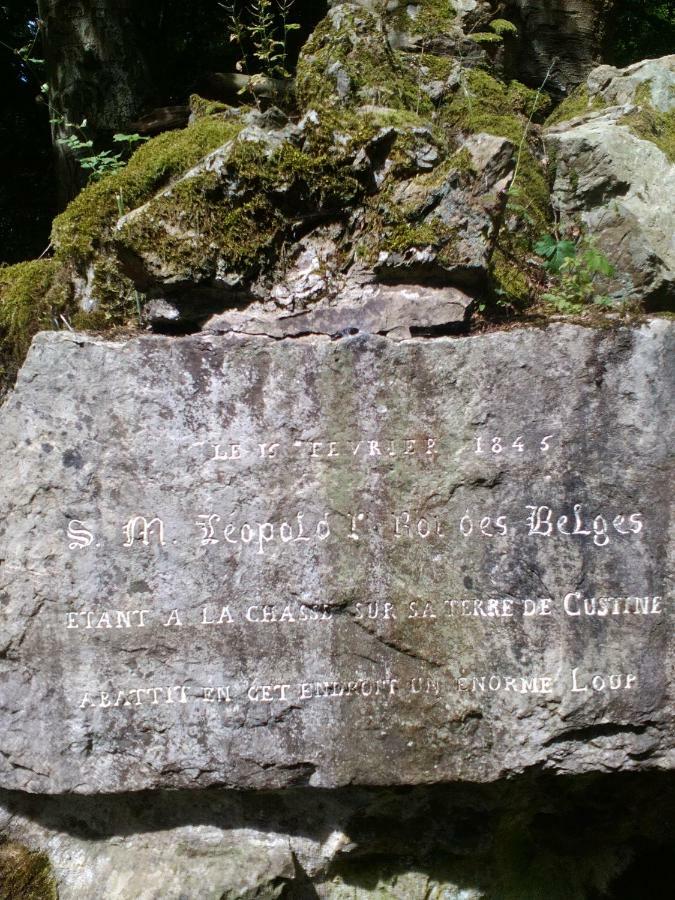 LE 15 FEVRIER 1845
S. M. Léopold I. Roi des Belges
ETANT A LA CHASSE SUR SA TERRE DE CUSTINE
ABATTIT EN CET ENDROIT UN ENORME LOUP